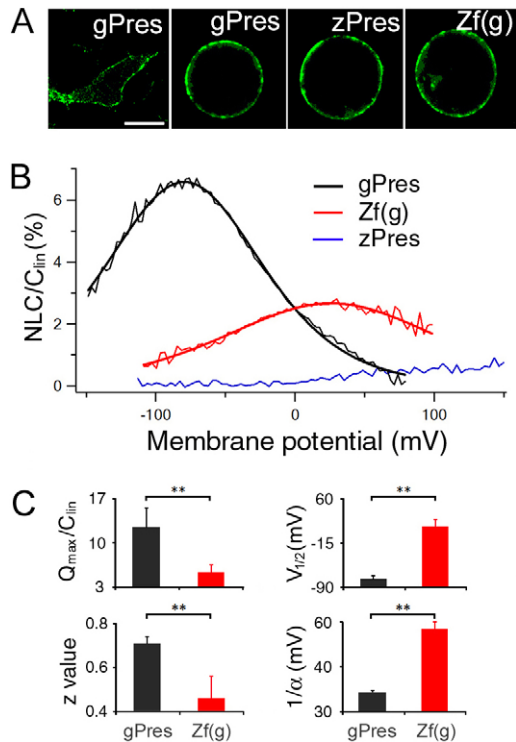 A
gPres gPres zPres Zf(g)
B
gPres
Zf(g)
zPres
NLC/Clin(%)
6
4
2
0
-100 0 100
Membrane potential (mV)
C
Qmax/Clin
17
10
3
**
V1/2(mV)
60
-15
-90
**
z value
0.8
0.6
0.4
**
gPres Zf(g)
1/α (mV)
60
45
30
**
gPres Zf(g)